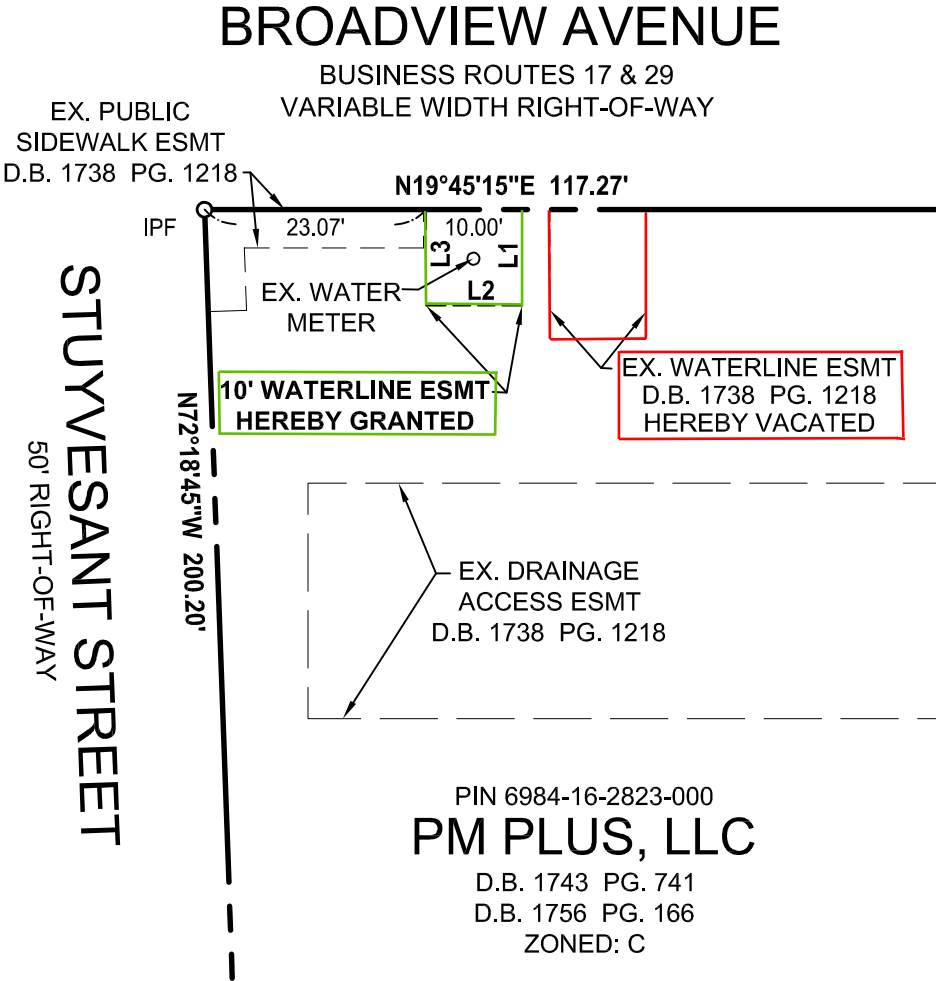 BROADVIEW AVENUE
BUSINESS ROUTES 17 & 29
VARIABLE WIDTH RIGHT-OF-WAY
EX. PUBLIC
SIDEWALK ESMT
D.B. 1738 PG. 1218
N19°45'15"E 117.27'
IPF
23.07'
10.00'
L3
L1
L2
EX. WATER
METER
10' WATERLINE ESMT
HEREBY GRANTED
EX. WATERLINE ESMT
D.B. 1738 PG. 1218
HEREBY VACATED
STUYVESANT STREET
50' RIGHT-OF-WAY
N72°18'45"W 200.20'
EX. DRAINAGE
ACCESS ESMT
D.B. 1738 PG. 1218
PIN 6984-16-2823-000
PM PLUS, LLC
D.B. 1743 PG. 741
D.B. 1756 PG. 166
ZONED: C